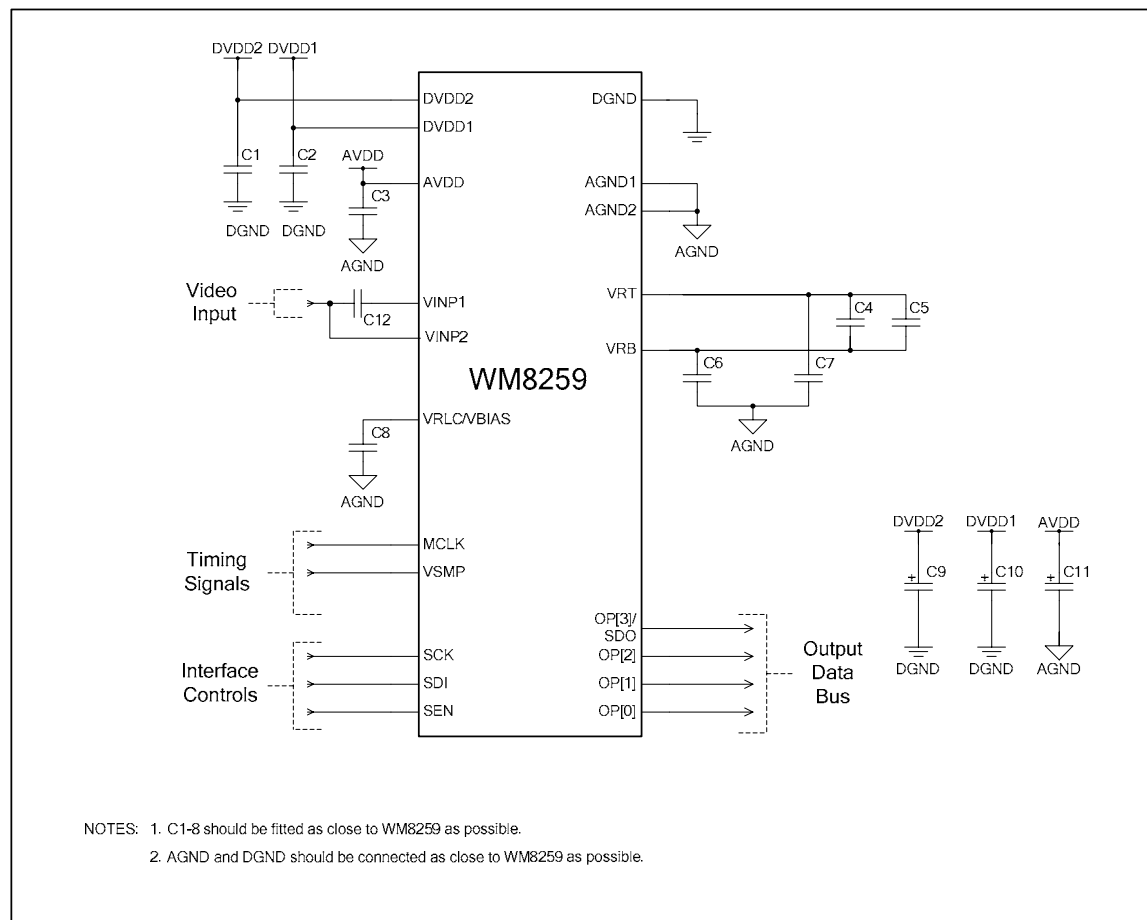 DVDD2 DVDD1
DVDD2
DGND
DVDD1
C1
C2
AVDD
AVDD
AGND1
C3
AGND2
DGND
DGND
AGND
AGND
Video
Input
VINP1
C12
VINP2
VRT
C4
C5
VRB
C6
C7
WM8259
VRLC/VBIAS
C8
AGND
AGND
Timing
Signals
MCLK
VSMP
DVDD2
DVDD1
AVDD
+ C9
+ C10
+ C11
DGND
DGND
AGND
Interface
Controls
SCK
SDI
SEN
OP[3]/
SDO
OP[2]
OP[1]
OP[0]
Output
Data
Bus
NOTES: 1. C1-8 should be fitted as close to WM8259 as possible.
2. AGND and DGND should be connected as close to WM8259 as possible.